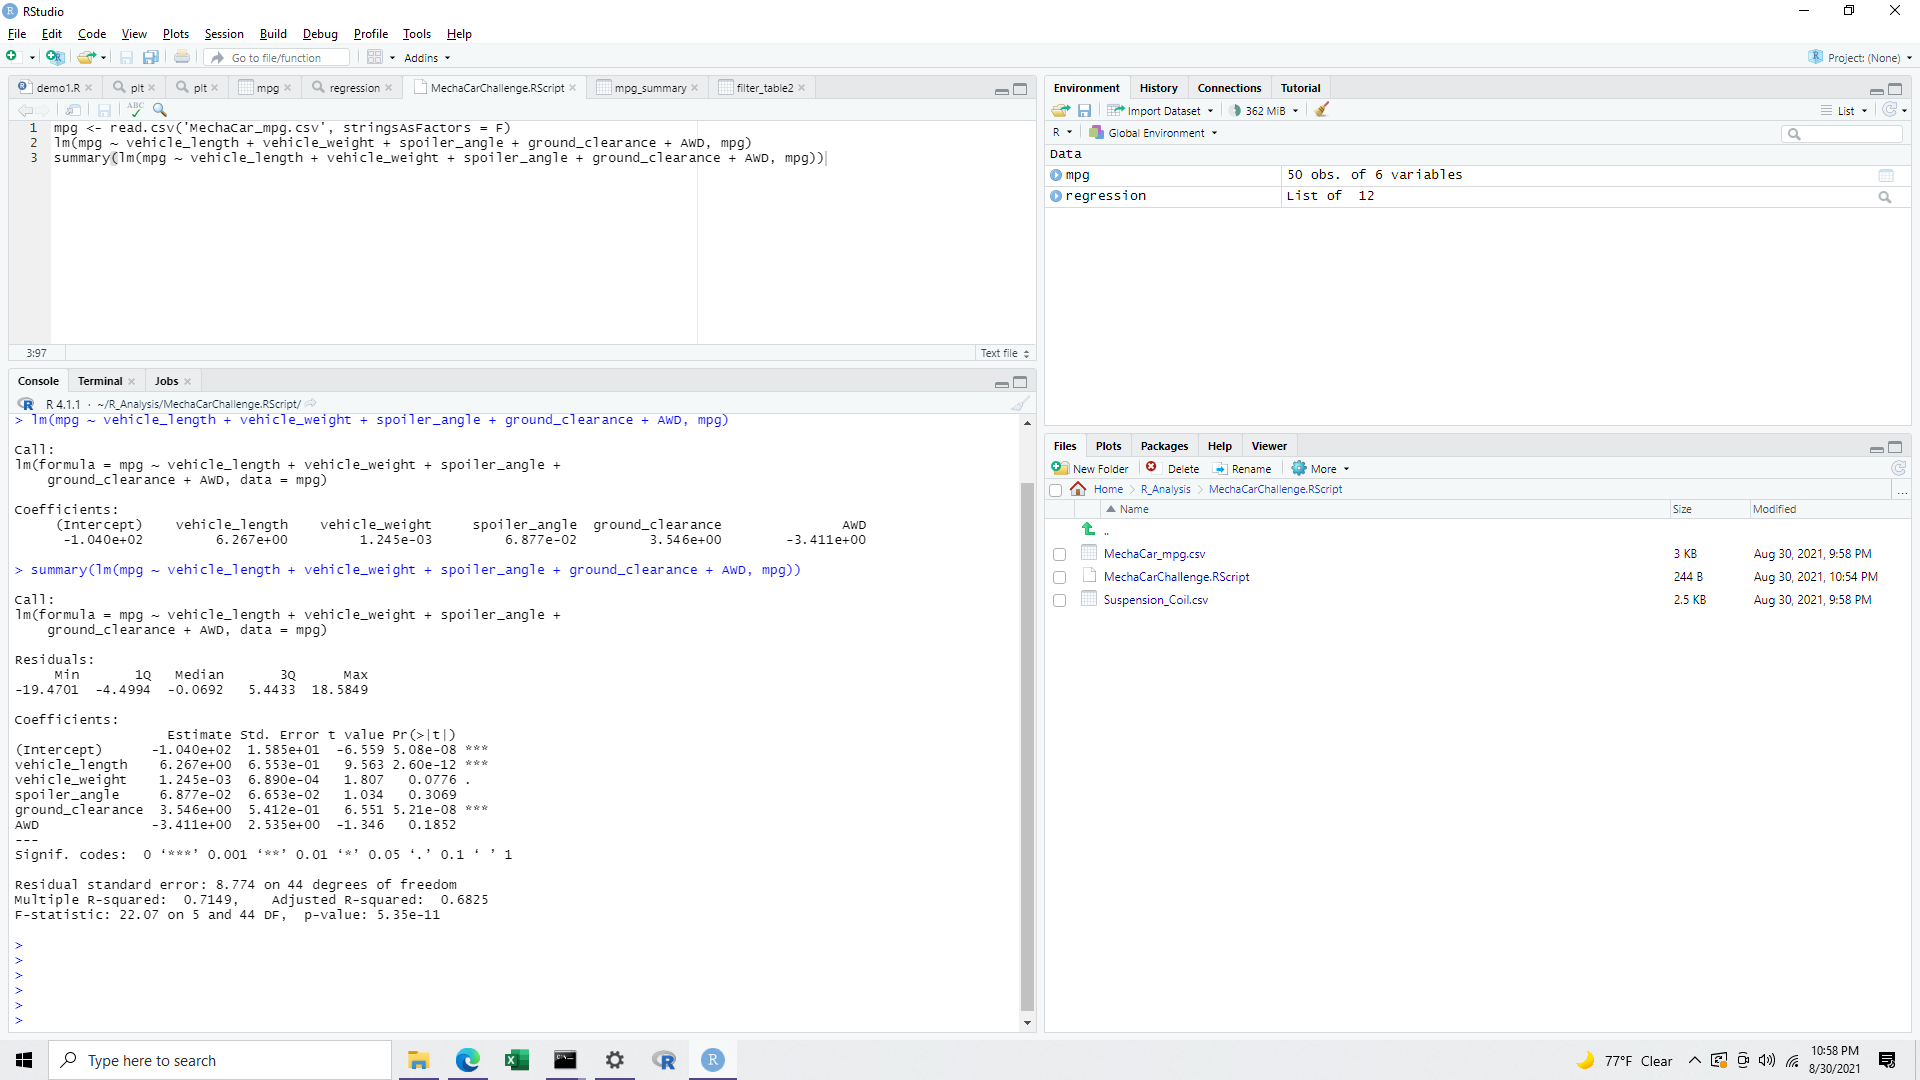 RStudio
File Edit Code View Plots Session Build Debug Profile Tools Help
Go to file/function Addins Project: (None)
demo1.R plt plt mpg regression MechaCarChallenge.RScript mpg_summary filter_table2
ABC
1 mpg <- read.csv('MechaCar_mpg.csv', stringsAsFactors = F)
2 lm(mpg ~ vehicle_length + vehicle_weight + spoiler_angle + ground_clearance + AWD, mpg)
3 summary(lm(mpg ~ vehicle_length + vehicle_weight + spoiler_angle + ground_clearance + AWD, mpg))
3:97 Text file
Console Terminal Jobs
R 4.1.1 · ~/R_Analysis/MechaCarChallenge.RScript/
> lm(mpg ~ vehicle_length + vehicle_weight + spoiler_angle + ground_clearance + AWD, mpg)
Call:
lm(formula = mpg ~ vehicle_length + vehicle_weight + spoiler_angle +
ground_clearance + AWD, data = mpg)
Coefficients:
(Intercept) vehicle_length vehicle_weight spoiler_angle ground_clearance AWD
-1.040e+02 6.267e+00 1.245e-03 6.877e-02 3.546e+00 -3.411e+00
> summary(lm(mpg ~ vehicle_length + vehicle_weight + spoiler_angle + ground_clearance + AWD, mpg))
Call:
lm(formula = mpg ~ vehicle_length + vehicle_weight + spoiler_angle +
ground_clearance + AWD, data = mpg)
Residuals:
Min 1Q Median 3Q Max
-19.4701 -4.4994 -0.0692 5.4433 18.5849
Coefficients:
Estimate Std. Error t value Pr(>|t|)
(Intercept) -1.040e+02 1.585e+01 -6.559 5.08e-08 ***
vehicle_length 6.267e+00 6.553e-01 9.563 2.60e-12 ***
vehicle_weight 1.245e-03 6.890e-04 1.807 0.0776 .
spoiler_angle 6.877e-02 6.653e-02 1.034 0.3069
ground_clearance 3.546e+00 5.412e-01 6.551 5.21e-08 ***
AWD -3.411e+00 2.535e+00 -1.346 0.1852
---
Signif. codes: 0 ‘***’ 0.001 ‘**’ 0.01 ‘*’ 0.05 ‘.’ 0.1 ‘ ’ 1
Residual standard error: 8.774 on 44 degrees of freedom
Multiple R-squared: 0.7149, Adjusted R-squared: 0.6825
F-statistic: 22.07 on 5 and 44 DF, p-value: 5.35e-11
>
>
>
>
>
>
Environment History Connections Tutorial
Import Dataset 362 MiB List
R Global Environment
Data
mpg 50 obs. of 6 variables
regression List of 12
Files Plots Packages Help Viewer
New Folder Delete Rename More
Home R_Analysis MechaCarChallenge.RScript ...
Name Size Modified
..
MechaCar_mpg.csv 3 KB Aug 30, 2021, 9:58 PM
MechaCarChallenge.RScript 244 B Aug 30, 2021, 10:54 PM
Suspension_Coil.csv 2.5 KB Aug 30, 2021, 9:58 PM
Type here to search 77°F Clear 10:58 PM
8/30/2021